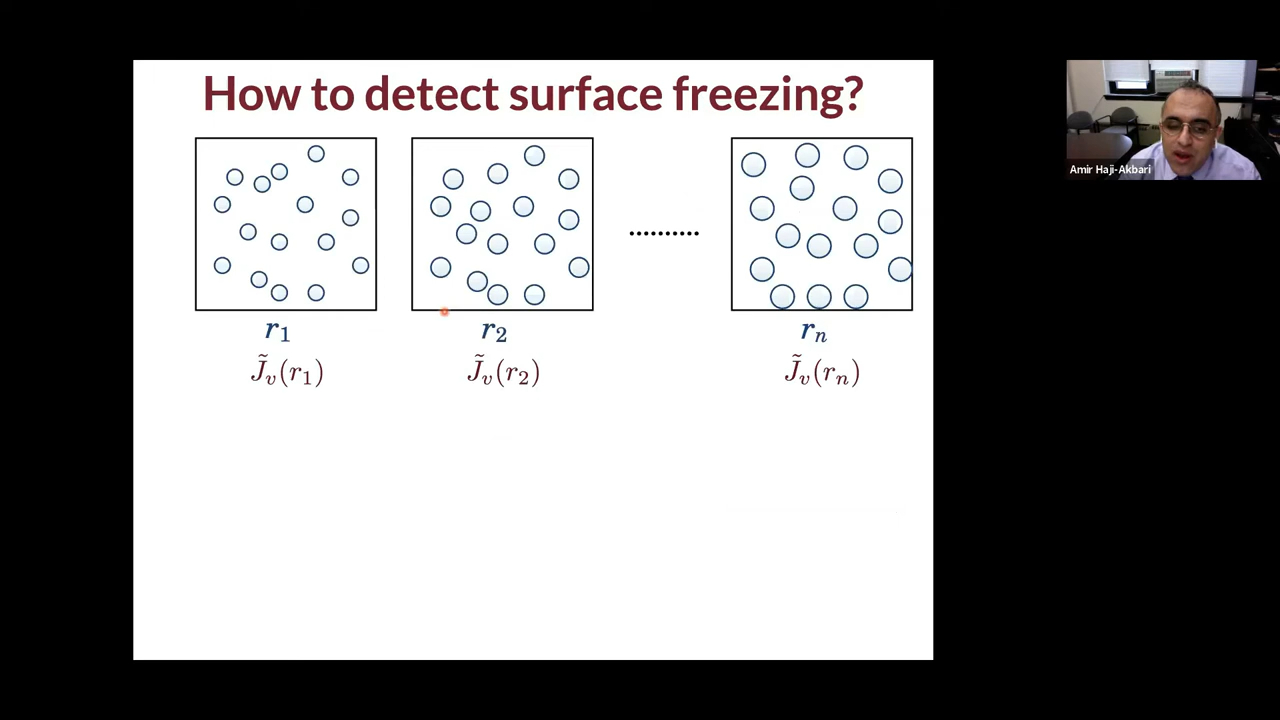 How to detect surface freezing?
..........
r₁ r₂ rₙ
J̃ᵥ(r₁) J̃ᵥ(r₂) J̃ᵥ(rₙ)
Amir Haji-Akbari